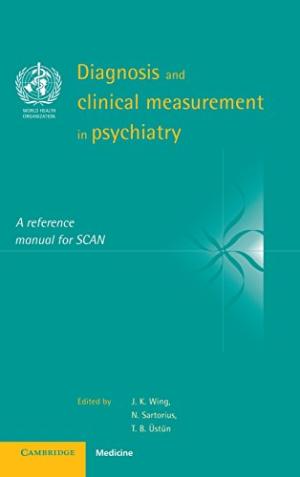 Diagnosis and
clinical measurement
in psychiatry
WORLD HEALTH
ORGANIZATION
A reference
manual for SCAN
Edited by
J. K. Wing,
N. Sartorius,
T. B. Üstün
CAMBRIDGE
Medicine